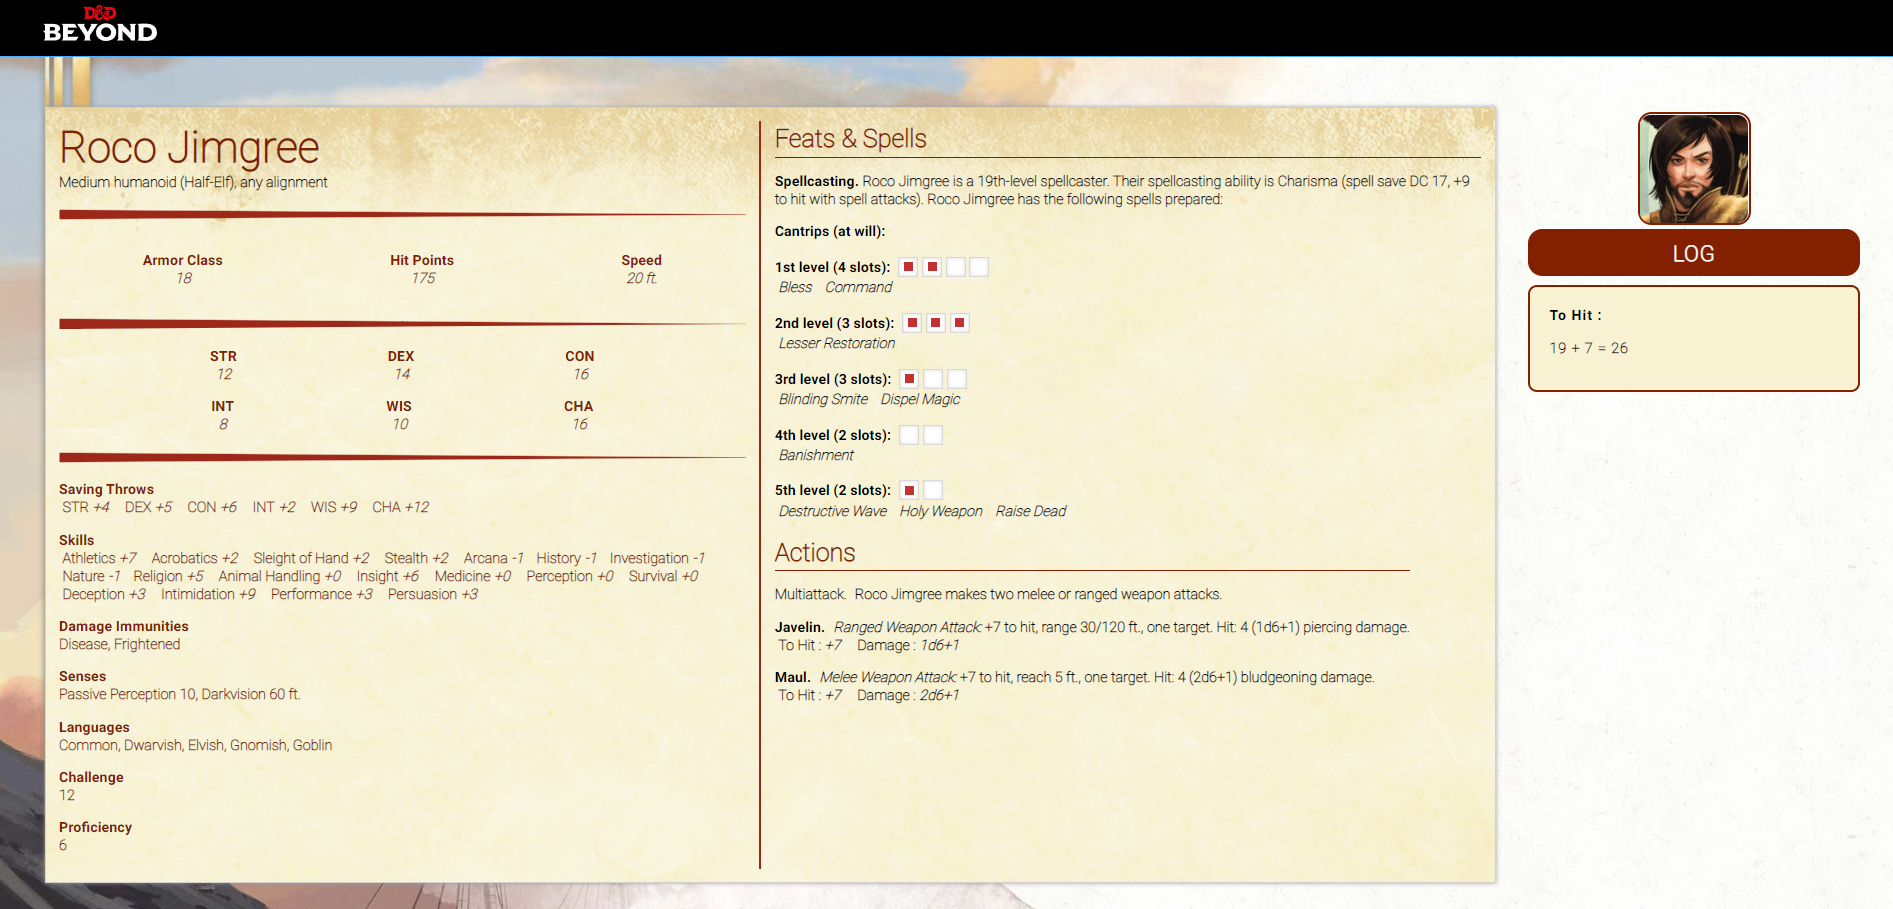 D&D
BEYOND
Roco Jimgree
Medium humanoid (Half-Elf), any alignment
Armor Class Hit Points Speed
18 175 20 ft.
STR DEX CON
12 14 16
INT WIS CHA
8 10 16
Saving Throws
STR +4 DEX +5 CON +6 INT +2 WIS +9 CHA +12
Skills
Athletics +7 Acrobatics +2 Sleight of Hand +2 Stealth +2 Arcana -1 History -1 Investigation -1
Nature -1 Religion +5 Animal Handling +0 Insight +6 Medicine +0 Perception +0 Survival +0
Deception +3 Intimidation +9 Performance +3 Persuasion +3
Damage Immunities
Disease, Frightened
Senses
Passive Perception 10, Darkvision 60 ft.
Languages
Common, Dwarvish, Elvish, Gnomish, Goblin
Challenge
12
Proficiency
6
Feats & Spells
Spellcasting. Roco Jimgree is a 19th-level spellcaster. Their spellcasting ability is Charisma (spell save DC 17, +9
to hit with spell attacks). Roco Jimgree has the following spells prepared:
Cantrips (at will):
1st level (4 slots):
Bless Command
2nd level (3 slots):
Lesser Restoration
3rd level (3 slots):
Blinding Smite Dispel Magic
4th level (2 slots):
Banishment
5th level (2 slots):
Destructive Wave Holy Weapon Raise Dead
Actions
Multiattack. Roco Jimgree makes two melee or ranged weapon attacks.
Javelin. Ranged Weapon Attack: +7 to hit, range 30/120 ft., one target. Hit: 4 (1d6+1) piercing damage.
To Hit : +7 Damage : 1d6+1
Maul. Melee Weapon Attack: +7 to hit, reach 5 ft., one target. Hit: 4 (2d6+1) bludgeoning damage.
To Hit : +7 Damage : 2d6+1
LOG
To Hit :
19 + 7 = 26